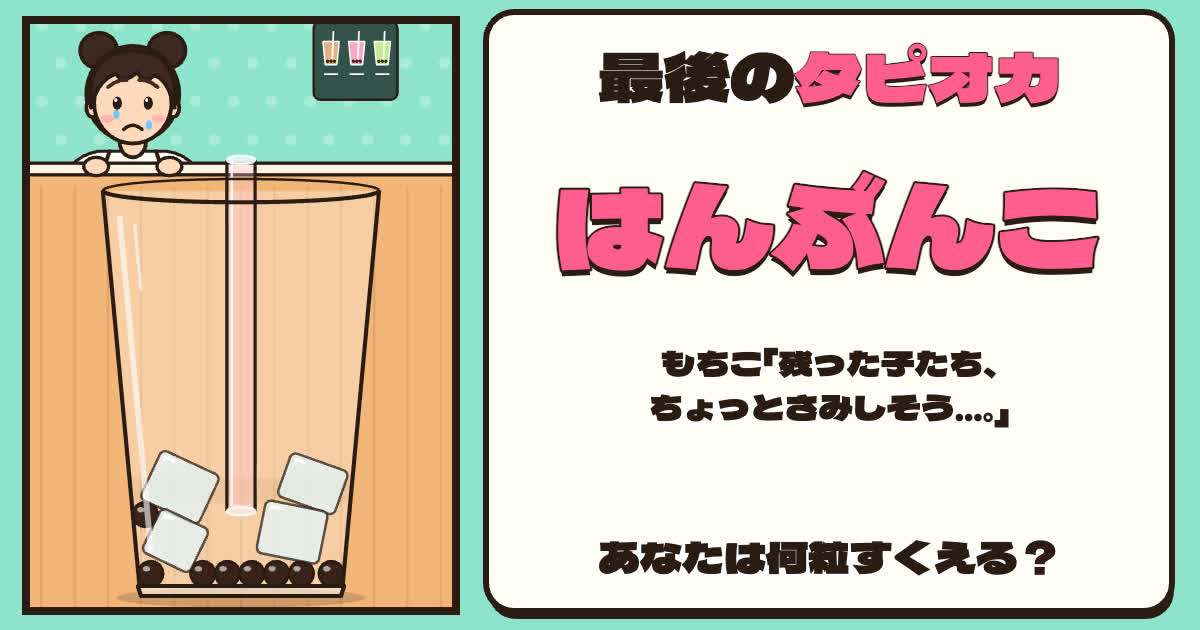 最後のタピオカ
はんぶんこ
もちこ「残った子たち、
ちょっとさみしそう…。」
あなたは何粒すくえる？